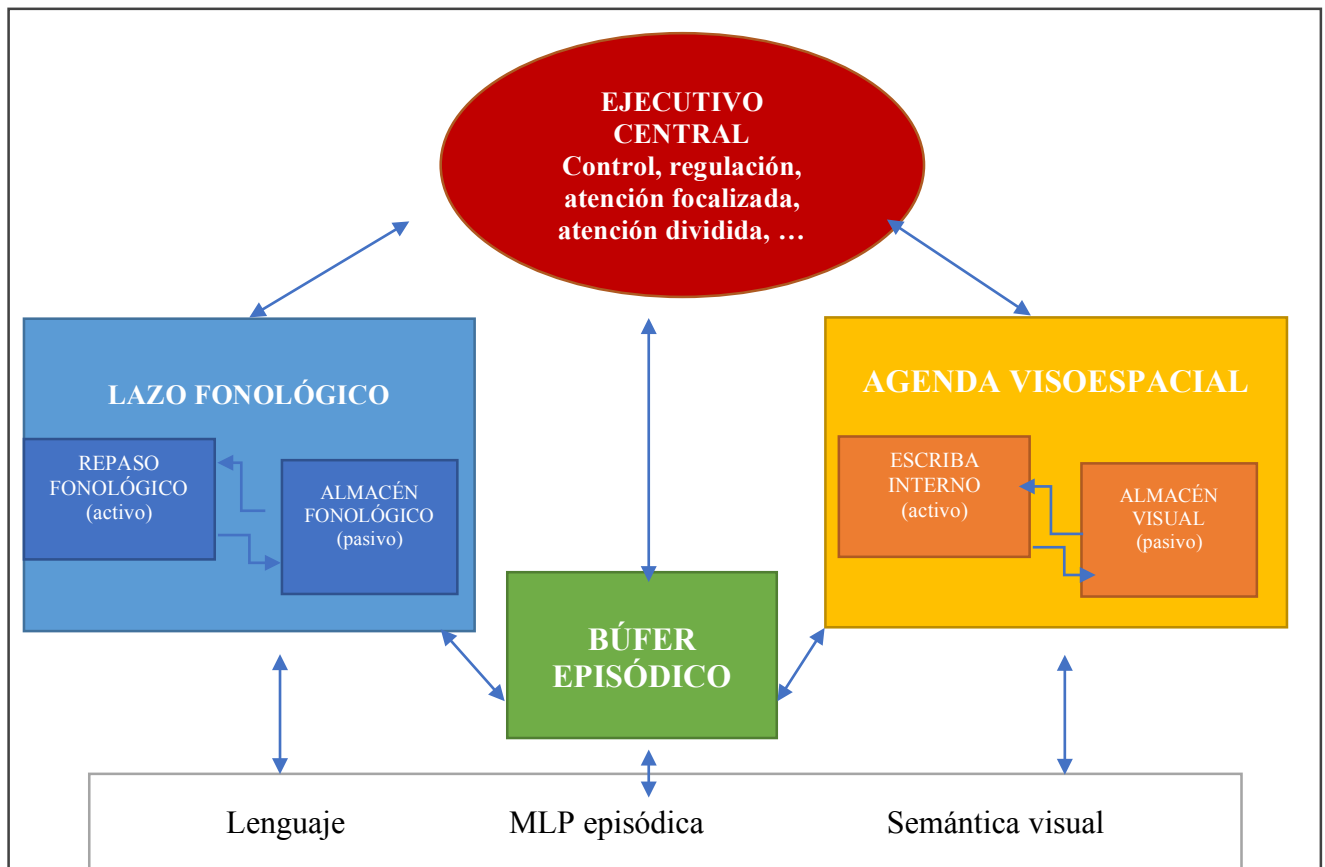 EJECUTIVO
CENTRAL
Control, regulación,
atención focalizada,
atención dividida, …
LAZO FONOLÓGICO
REPASO
FONOLÓGICO
(activo)
ALMACÉN
FONOLÓGICO
(pasivo)
AGENDA VISOESPACIAL
ESCRIBA
INTERNO
(activo)
ALMACÉN
VISUAL
(pasivo)
BÚFER
EPISÓDICO
Lenguaje
MLP episódica
Semántica visual